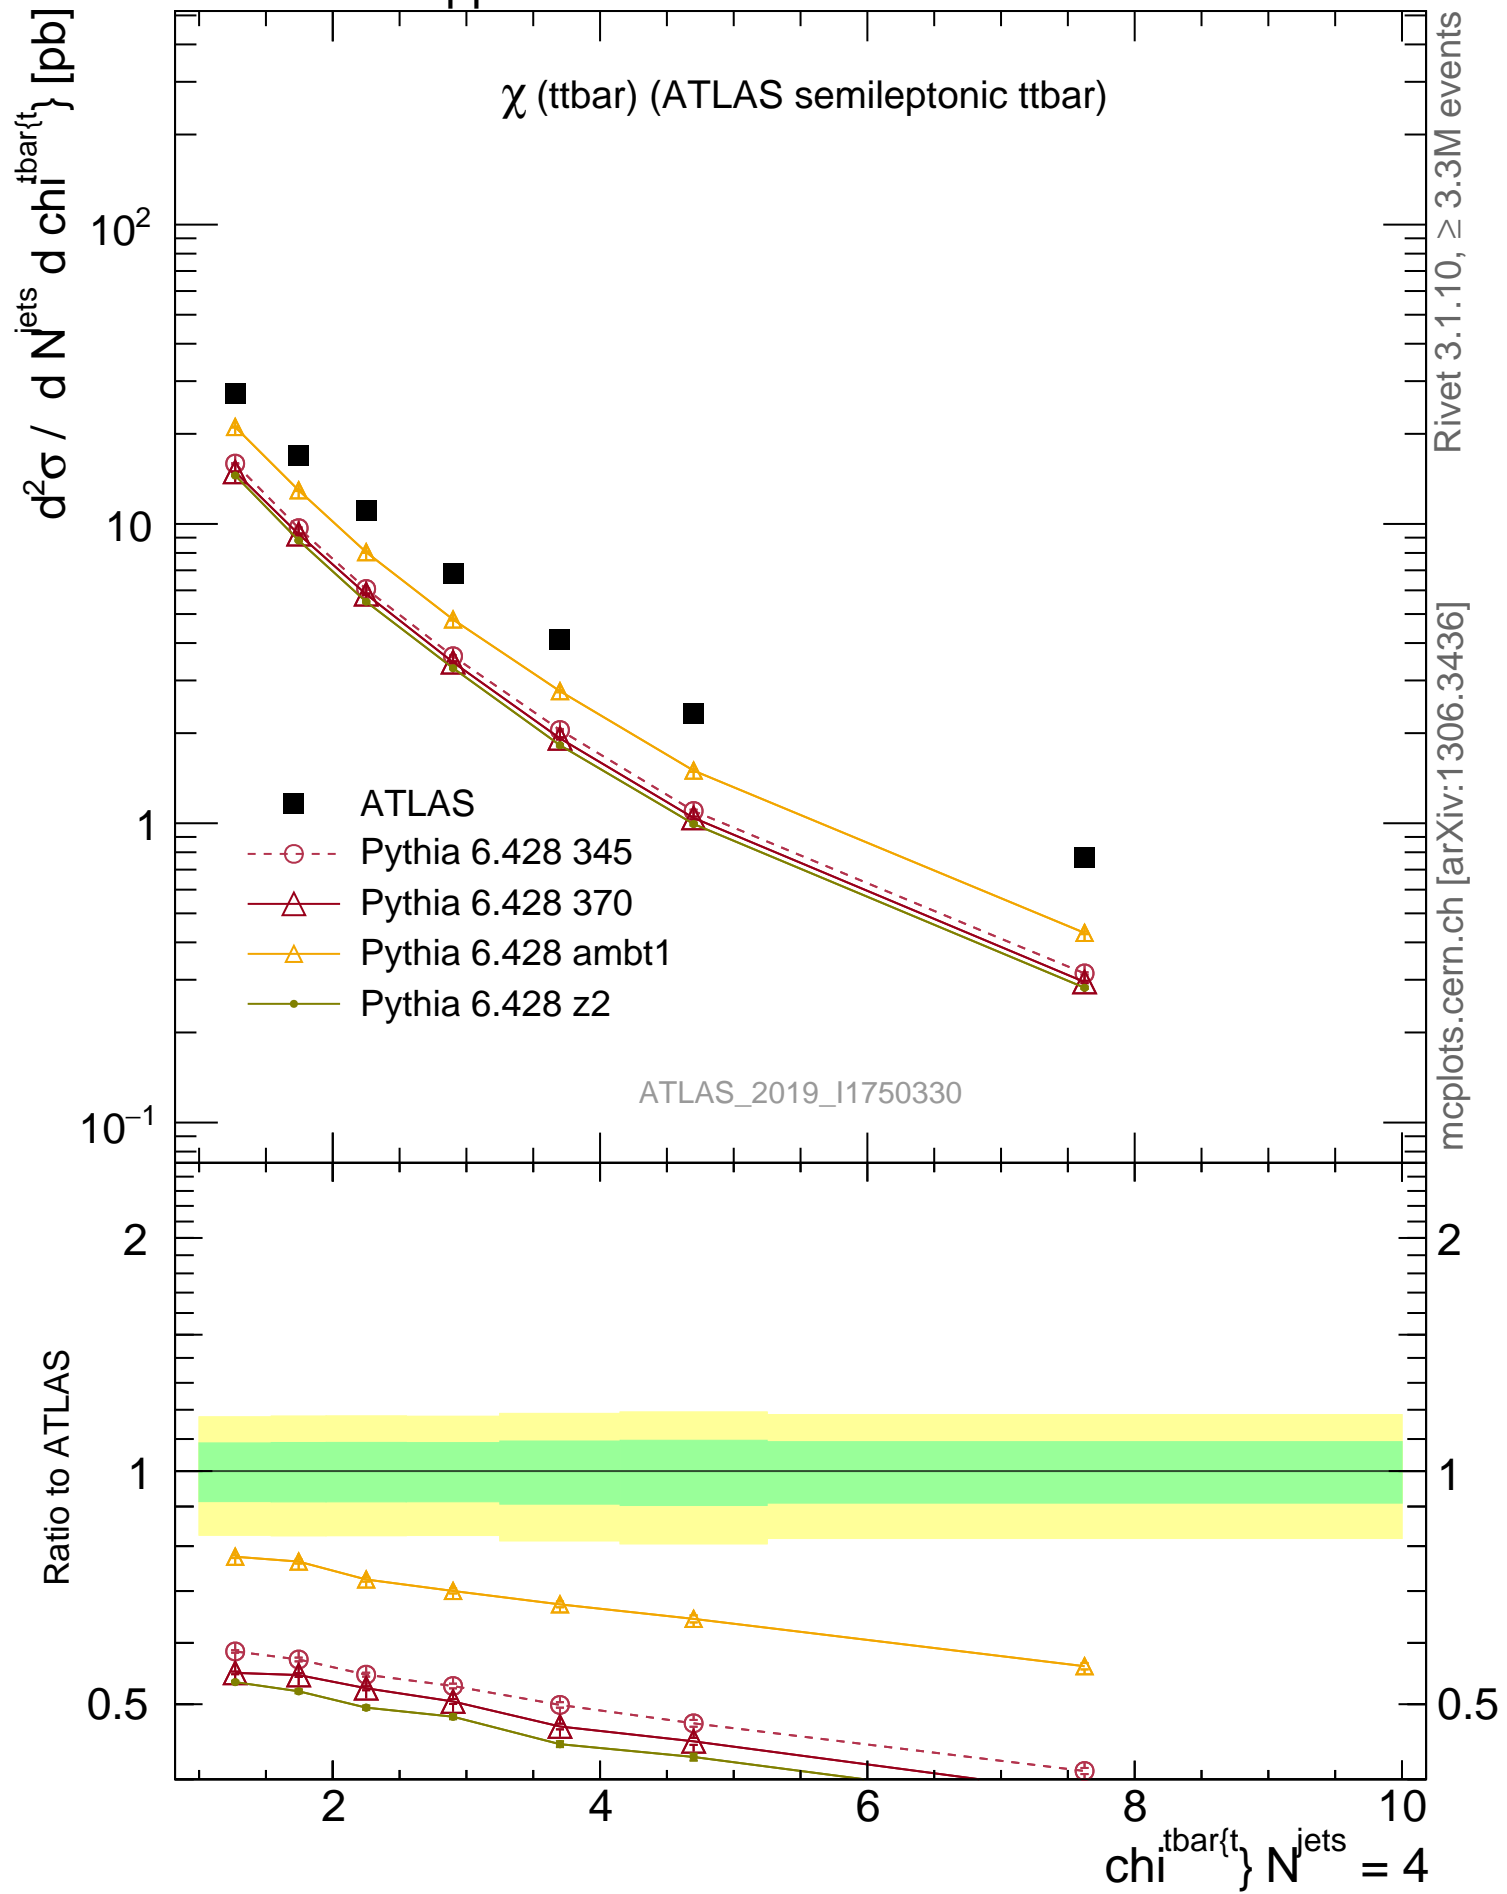 χ (ttbar) (ATLAS semileptonic ttbar)
d²σ / d N^jets d chi^tbar{t} [pb]
10²
10
1
10⁻¹
ATLAS
Pythia 6.428 345
Pythia 6.428 370
Pythia 6.428 ambt1
Pythia 6.428 z2
ATLAS_2019_I1750330
Rivet 3.1.10, ≥ 3.3M events
mcplots.cern.ch [arXiv:1306.3436]
Ratio to ATLAS
2
1
0.5
2
1
0.5
2 4 6 8 10
chi^tbar{t} N^jets = 4